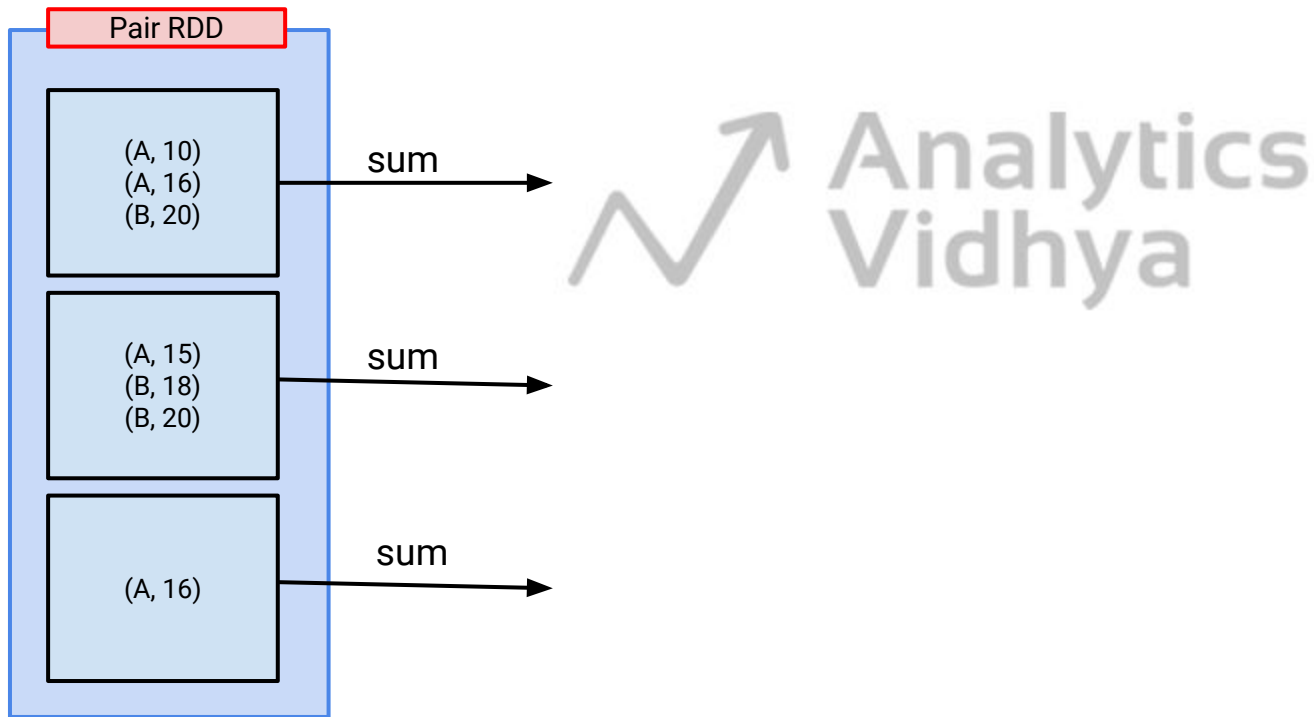 Pair RDD
(A, 10)
(A, 16)
(B, 20)
sum
(A, 15)
(B, 18)
(B, 20)
sum
(A, 16)
sum
Analytics
Vidhya